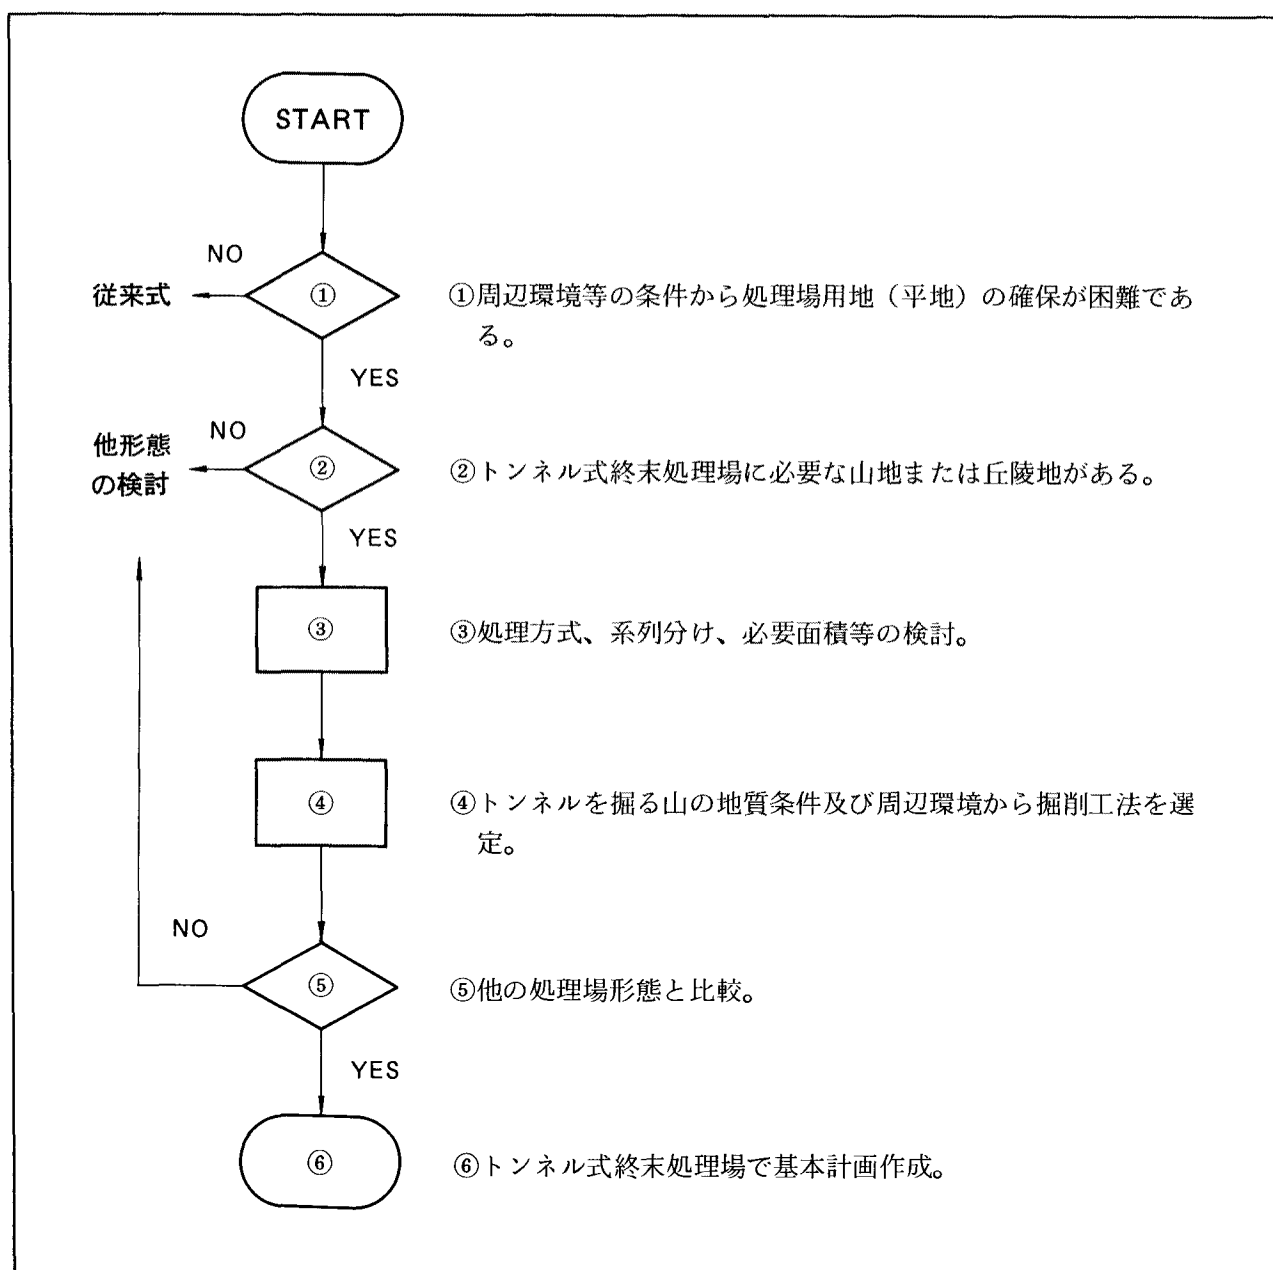 START
NO
従来式
①
①周辺環境等の条件から処理場用地（平地）の確保が困難であ
る。
YES
NO
他形態
の検討
②
②トンネル式終末処理場に必要な山地または丘陵地がある。
YES
③
③処理方式、系列分け、必要面積等の検討。
④
④トンネルを掘る山の地質条件及び周辺環境から掘削工法を選
定。
NO
⑤
⑤他の処理場形態と比較。
YES
⑥
⑥トンネル式終末処理場で基本計画作成。